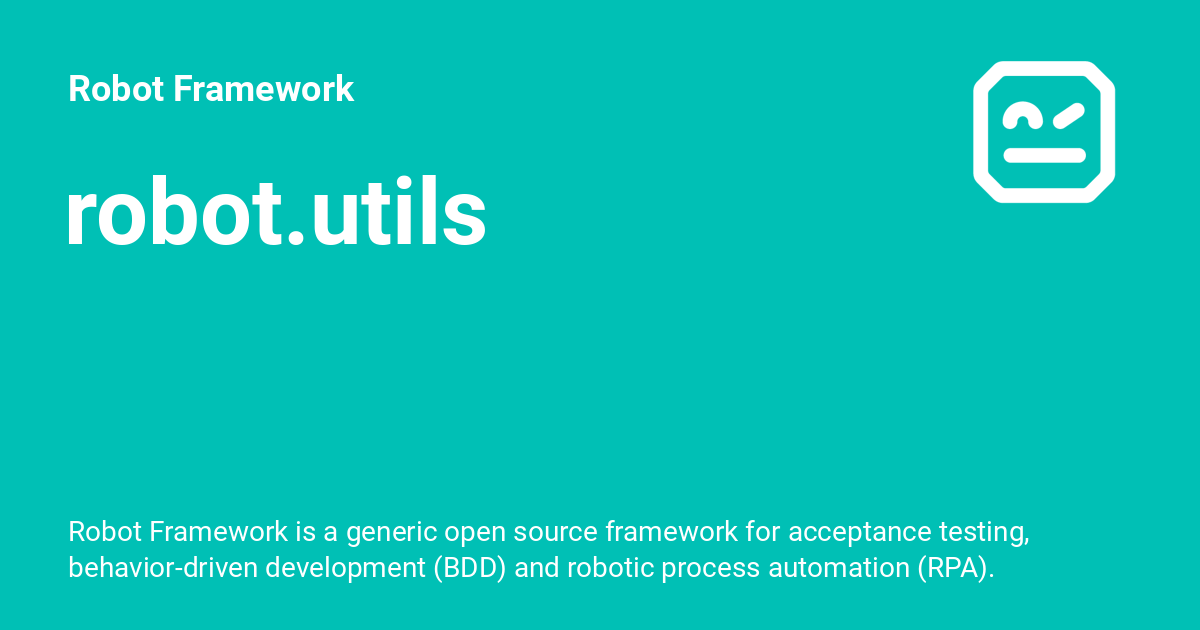 Robot Framework
robot.utils
Robot Framework is a generic open source framework for acceptance testing,
behavior-driven development (BDD) and robotic process automation (RPA).